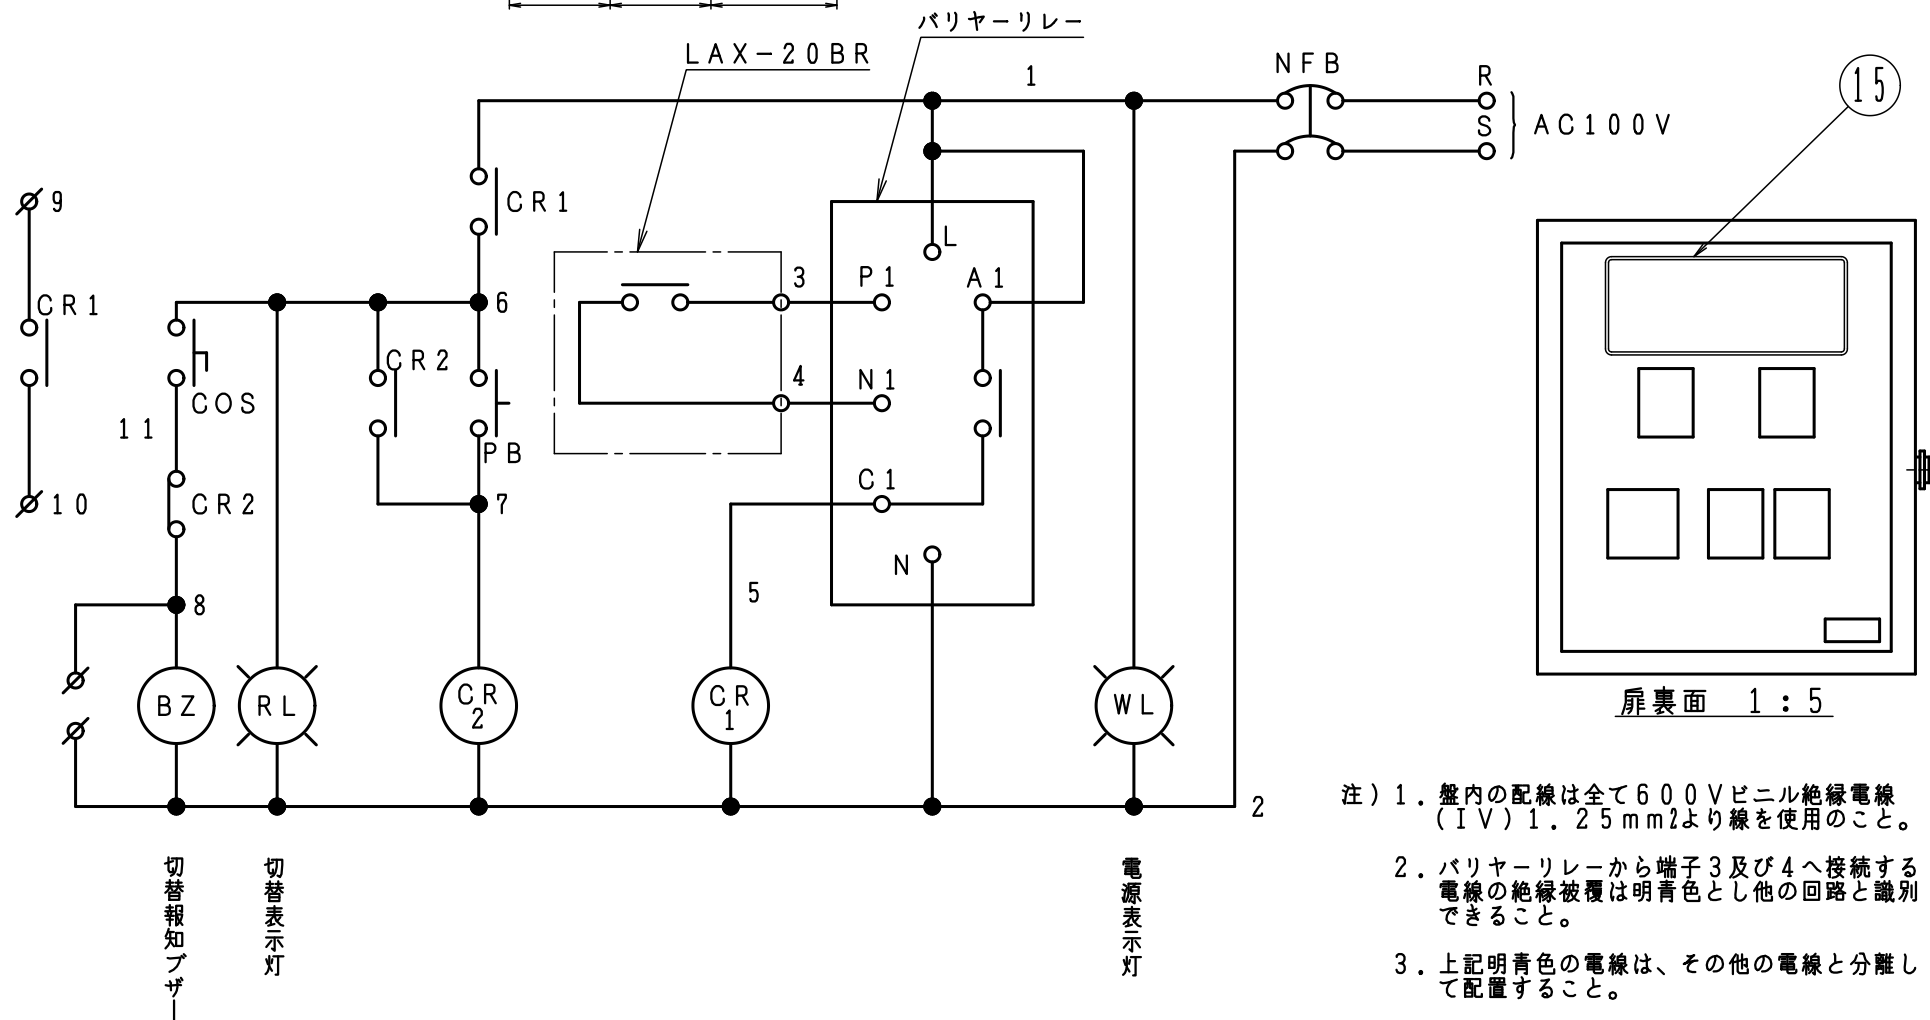 バリヤーリレー
LAX-20BR
1
NFB
R
S
AC100V
15
9
CR1
10
CR1
6
COS
11
CR2
8
CR2
PB
7
3
4
L
P1
A1
N1
C1
N
5
BZ
RL
CR
2
CR
1
WL
2
切替報知ブザー
切替表示灯
電源表示灯
扉裏面 1:5
注)1.盤内の配線は全て600Vビニル絶縁電線
(IV)1.25mm2より線を使用のこと。
2.バリヤーリレーから端子3及び4へ接続する
電線の絶縁被覆は明青色とし他の回路と識別
できること。
3.上記明青色の電線は、その他の電線と分離し
て配置すること。